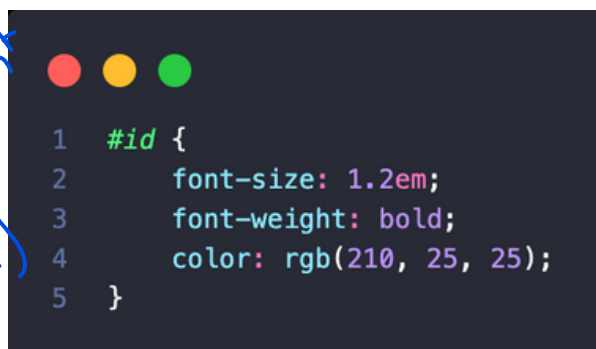 1 #id {
2 font-size: 1.2em;
3 font-weight: bold;
4 color: rgb(210, 25, 25);
5 }